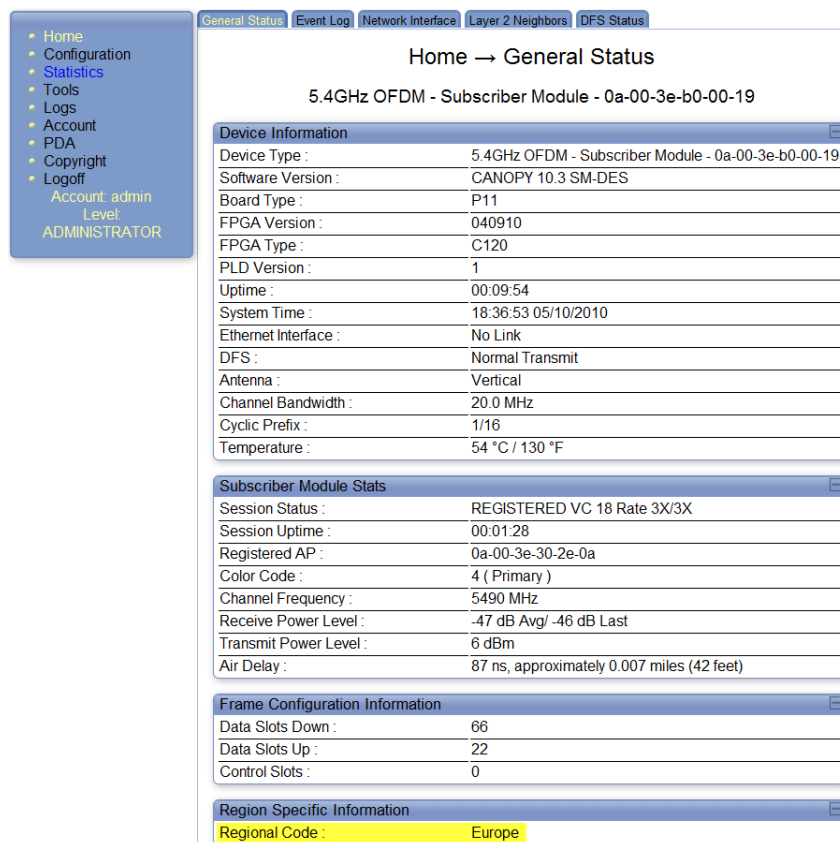 General Status Event Log Network Interface Layer 2 Neighbors DFS Status
Home
Configuration
Statistics
Tools
Logs
Account
PDA
Copyright
Logoff
Account: admin
Level:
ADMINISTRATOR
Home → General Status
5.4GHz OFDM - Subscriber Module - 0a-00-3e-b0-00-19
Device Information
Device Type : 5.4GHz OFDM - Subscriber Module - 0a-00-3e-b0-00-19
Software Version : CANOPY 10.3 SM-DES
Board Type : P11
FPGA Version : 040910
FPGA Type : C120
PLD Version : 1
Uptime : 00:09:54
System Time : 18:36:53 05/10/2010
Ethernet Interface : No Link
DFS : Normal Transmit
Antenna : Vertical
Channel Bandwidth : 20.0 MHz
Cyclic Prefix : 1/16
Temperature : 54 °C / 130 °F
Subscriber Module Stats
Session Status : REGISTERED VC 18 Rate 3X/3X
Session Uptime : 00:01:28
Registered AP : 0a-00-3e-30-2e-0a
Color Code : 4 ( Primary )
Channel Frequency : 5490 MHz
Receive Power Level : -47 dB Avg/ -46 dB Last
Transmit Power Level : 6 dBm
Air Delay : 87 ns, approximately 0.007 miles (42 feet)
Frame Configuration Information
Data Slots Down : 66
Data Slots Up : 22
Control Slots : 0
Region Specific Information
Regional Code : Europe